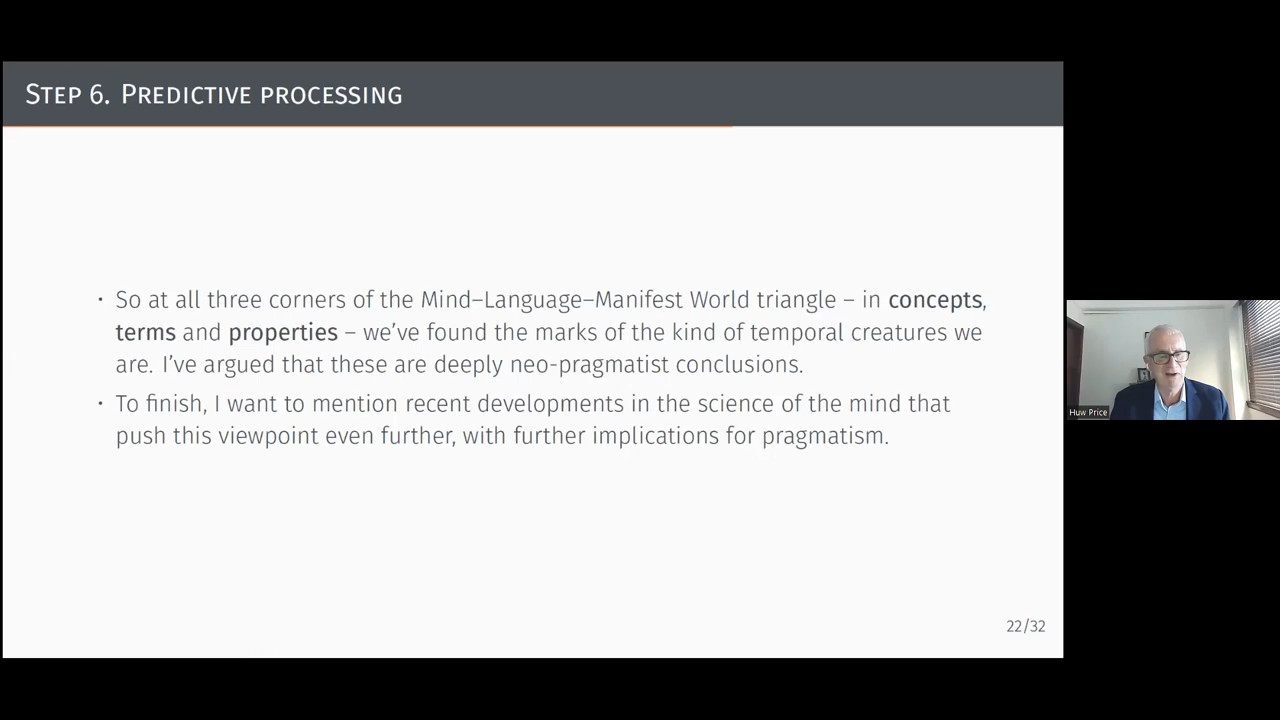 STEP 6. PREDICTIVE PROCESSING
• So at all three corners of the Mind–Language–Manifest World triangle – in concepts,
terms and properties – we've found the marks of the kind of temporal creatures we
are. I've argued that these are deeply neo-pragmatist conclusions.
• To finish, I want to mention recent developments in the science of the mind that
push this viewpoint even further, with further implications for pragmatism.
22/32
Huw Price